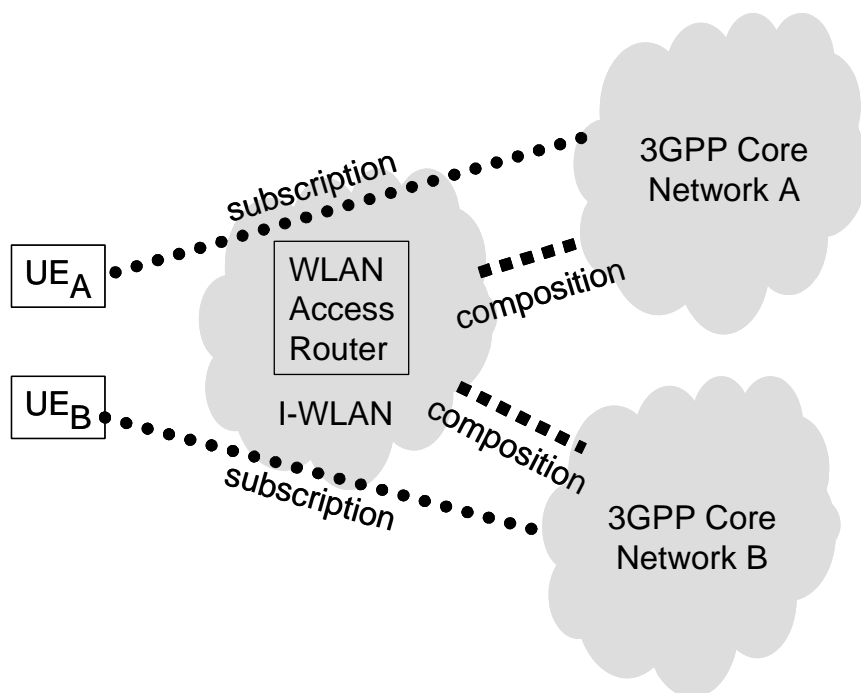 3GPP Core
Network A
subscription
UEA
WLAN
Access
Router
composition
UEB
I-WLAN
composition
subscription
3GPP Core
Network B